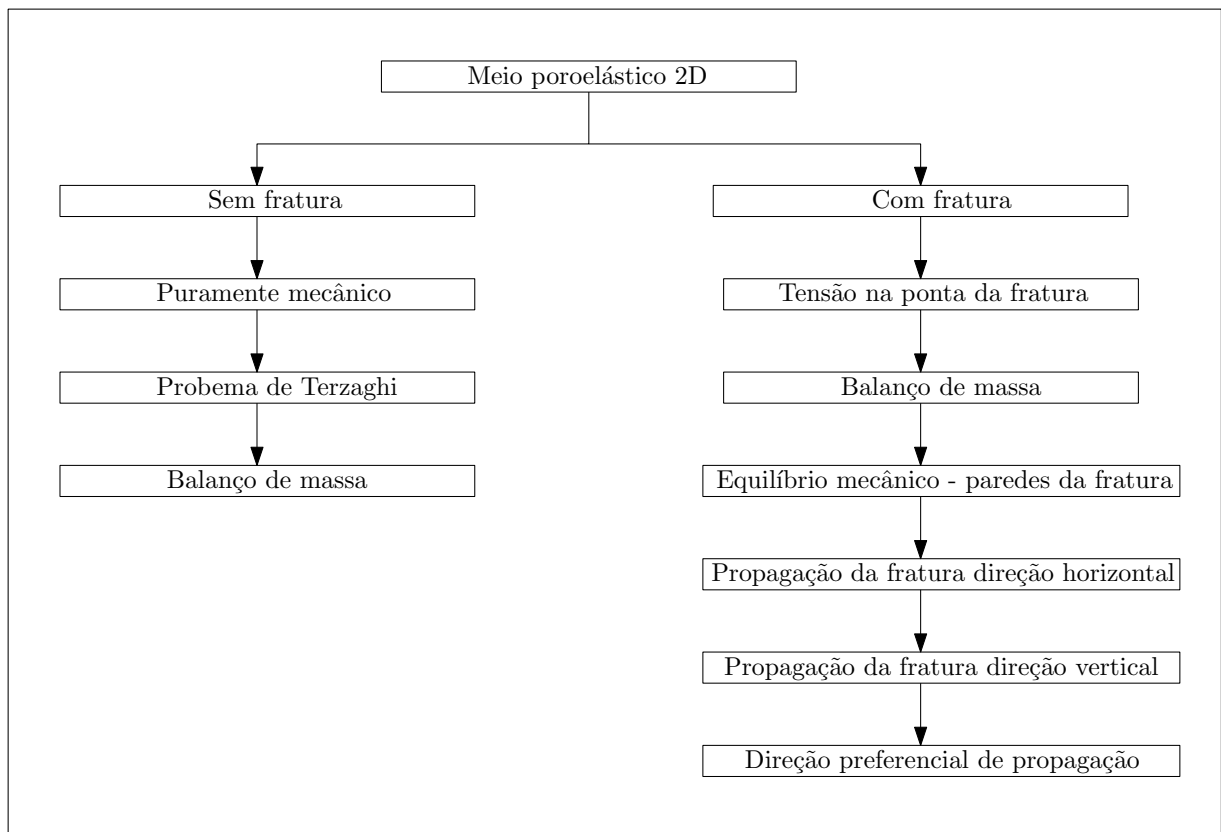 Meio poroelástico 2D
Sem fratura
Puramente mecânico
Probema de Terzaghi
Balanço de massa
Com fratura
Tensão na ponta da fratura
Balanço de massa
Equilíbrio mecânico - paredes da fratura
Propagação da fratura direção horizontal
Propagação da fratura direção vertical
Direção preferencial de propagação